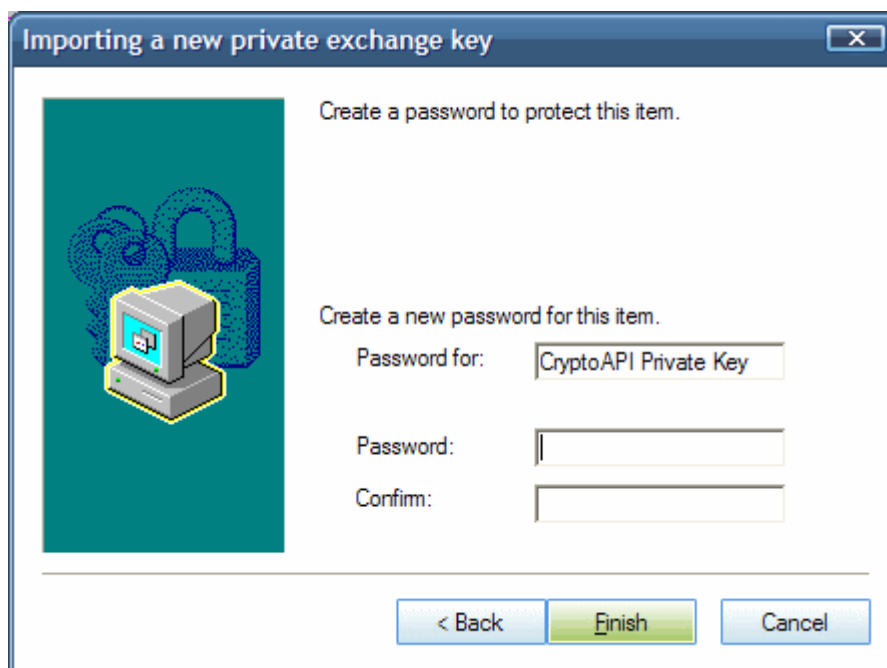 Importing a new private exchange key
Create a password to protect this item.
Create a new password for this item.
Password for: CryptoAPI Private Key
Password:
Confirm:
< Back Finish Cancel